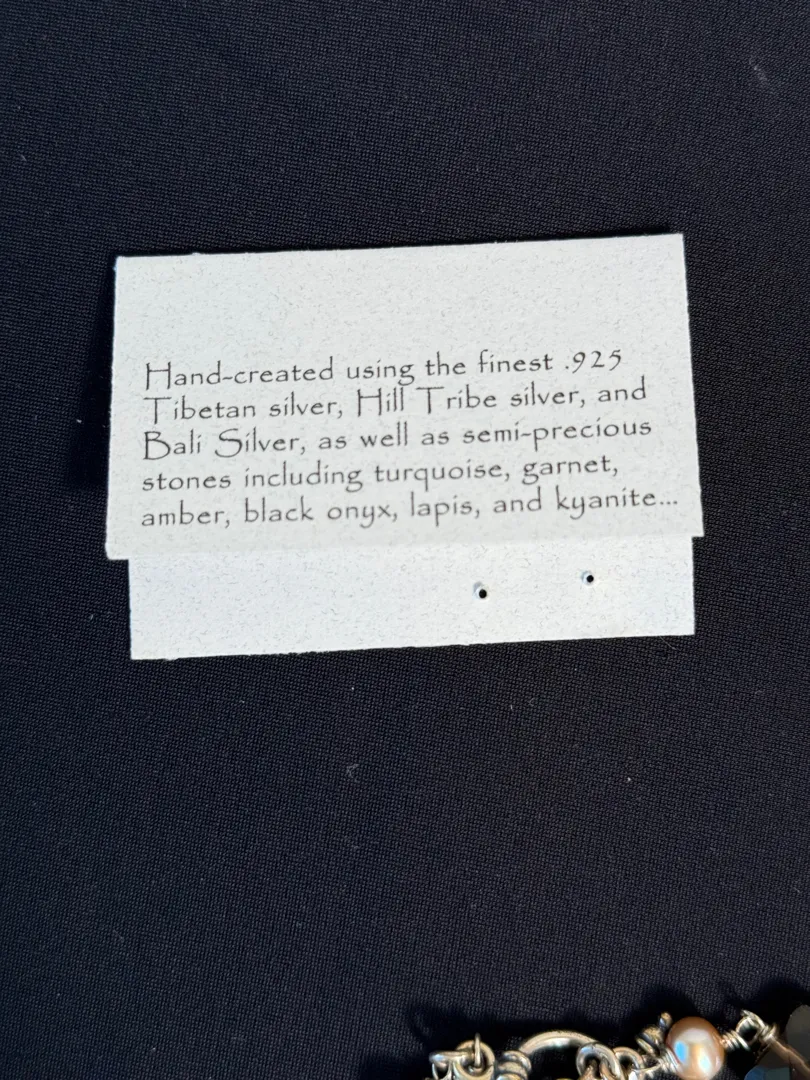 Hand-created using the finest .925
Tibetan silver, Hill Tribe silver, and
Bali Silver, as well as semi-precious
stones including turquoise, garnet,
amber, black onyx, lapis, and kyanite...